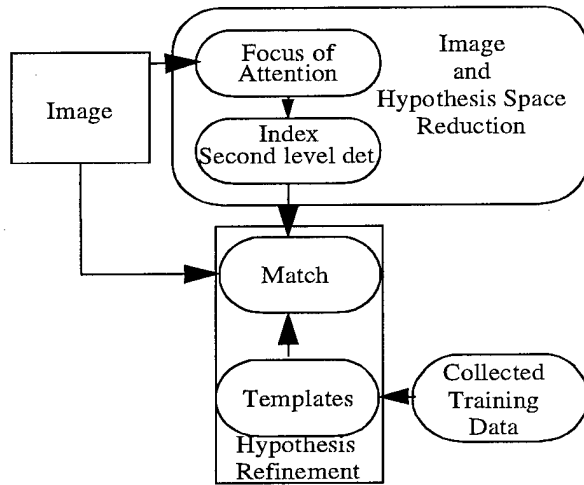 Image
Focus of
Attention
Index
Second level det
Image
and
Hypothesis Space
Reduction
Match
Templates
Hypothesis
Refinement
Collected
Training
Data